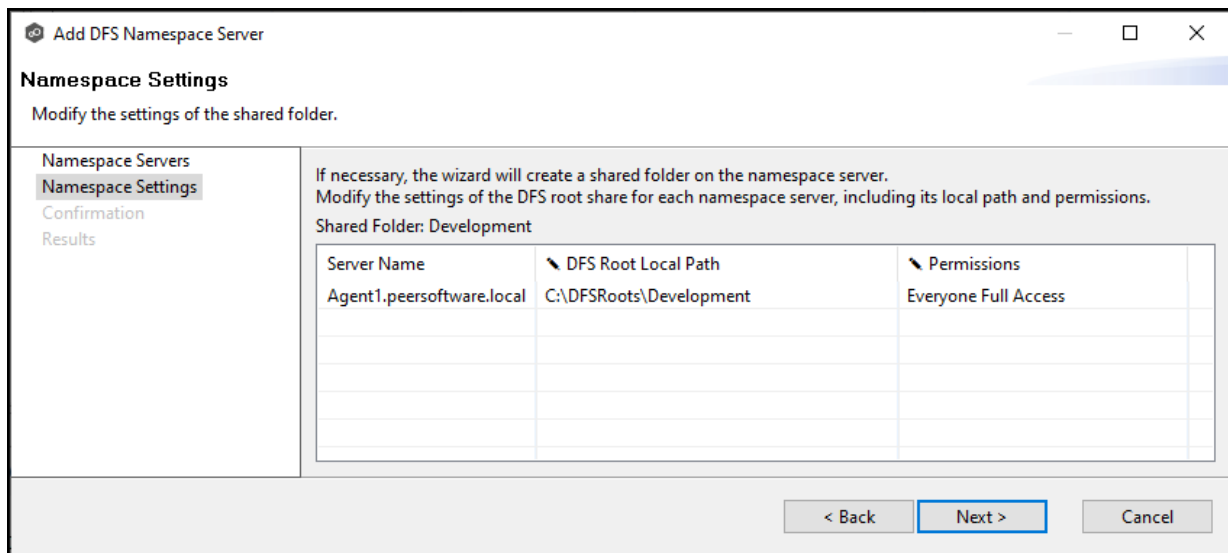 Add DFS Namespace Server
Namespace Settings
Modify the settings of the shared folder.
Namespace Servers
Namespace Settings
Confirmation
Results
If necessary, the wizard will create a shared folder on the namespace server.
Modify the settings of the DFS root share for each namespace server, including its local path and permissions.
Shared Folder: Development
Server Name DFS Root Local Path Permissions
Agent1.peersoftware.local C:\DFSRoots\Development Everyone Full Access
< Back Next > Cancel